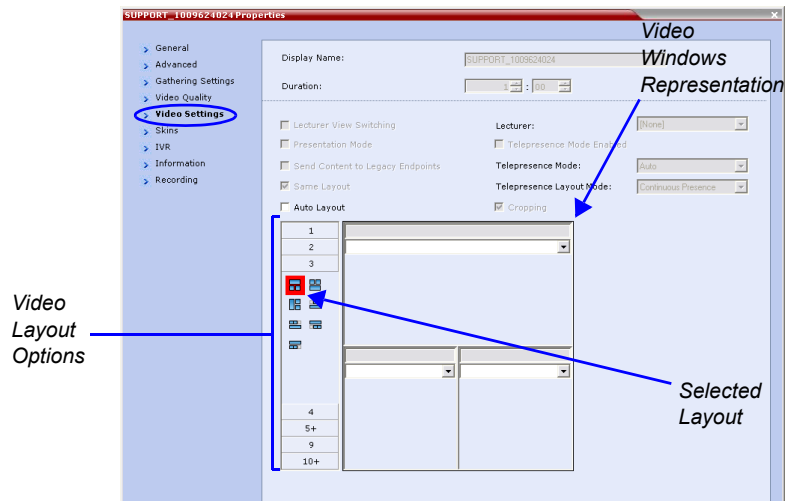 SUPPORT_1009624024 Properties
x
Video
Windows
Representation
General
Advanced
Gathering Settings
Video Quality
Video Settings
Skins
IVR
Information
Recording
Display Name:
SUPPORT_1009624024
Duration:
1 : 00
Lecturer View Switching
Lecturer:
[None]
Presentation Mode
Telepresence Mode Enabled
Send Content to Legacy Endpoints
Telepresence Mode:
Auto
Same Layout
Telepresence Layout Mode:
Continuous Presence
Auto Layout
Cropping
1
2
3
Video
Layout
Options
4
5+
9
10+
Selected
Layout